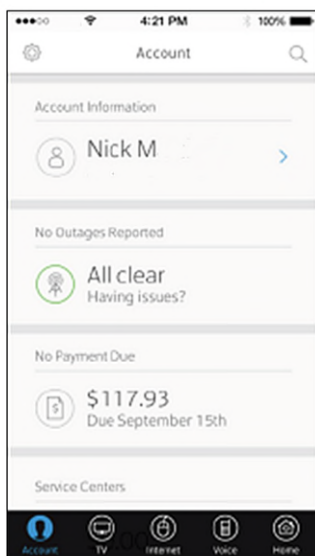 4:21 PM
100%
Account
Account Information
Nick M
No Outages Reported
All clear
Having issues?
No Payment Due
$117.93
Due September 15th
Service Centers
Account TV Internet Voice Home